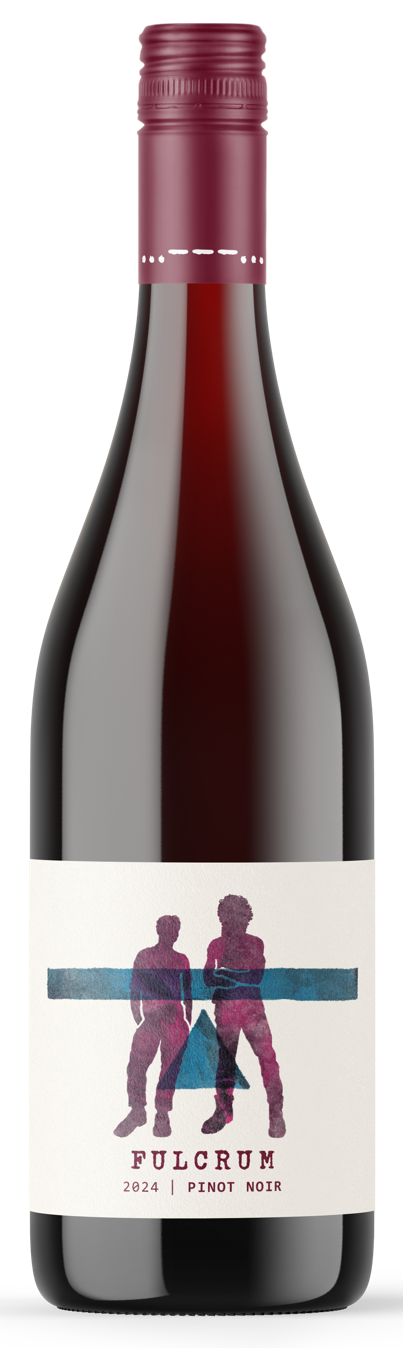 ...---...
FULCRUM
2024 | PINOT NOIR